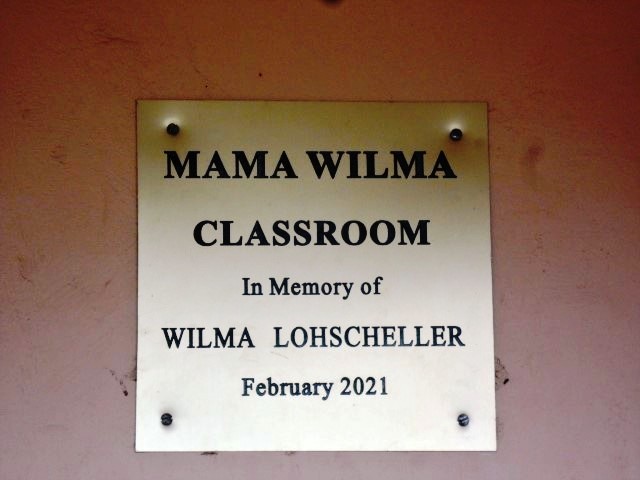 MAMA WILMA
CLASSROOM
In Memory of
WILMA LOHSCHELLER
February 2021